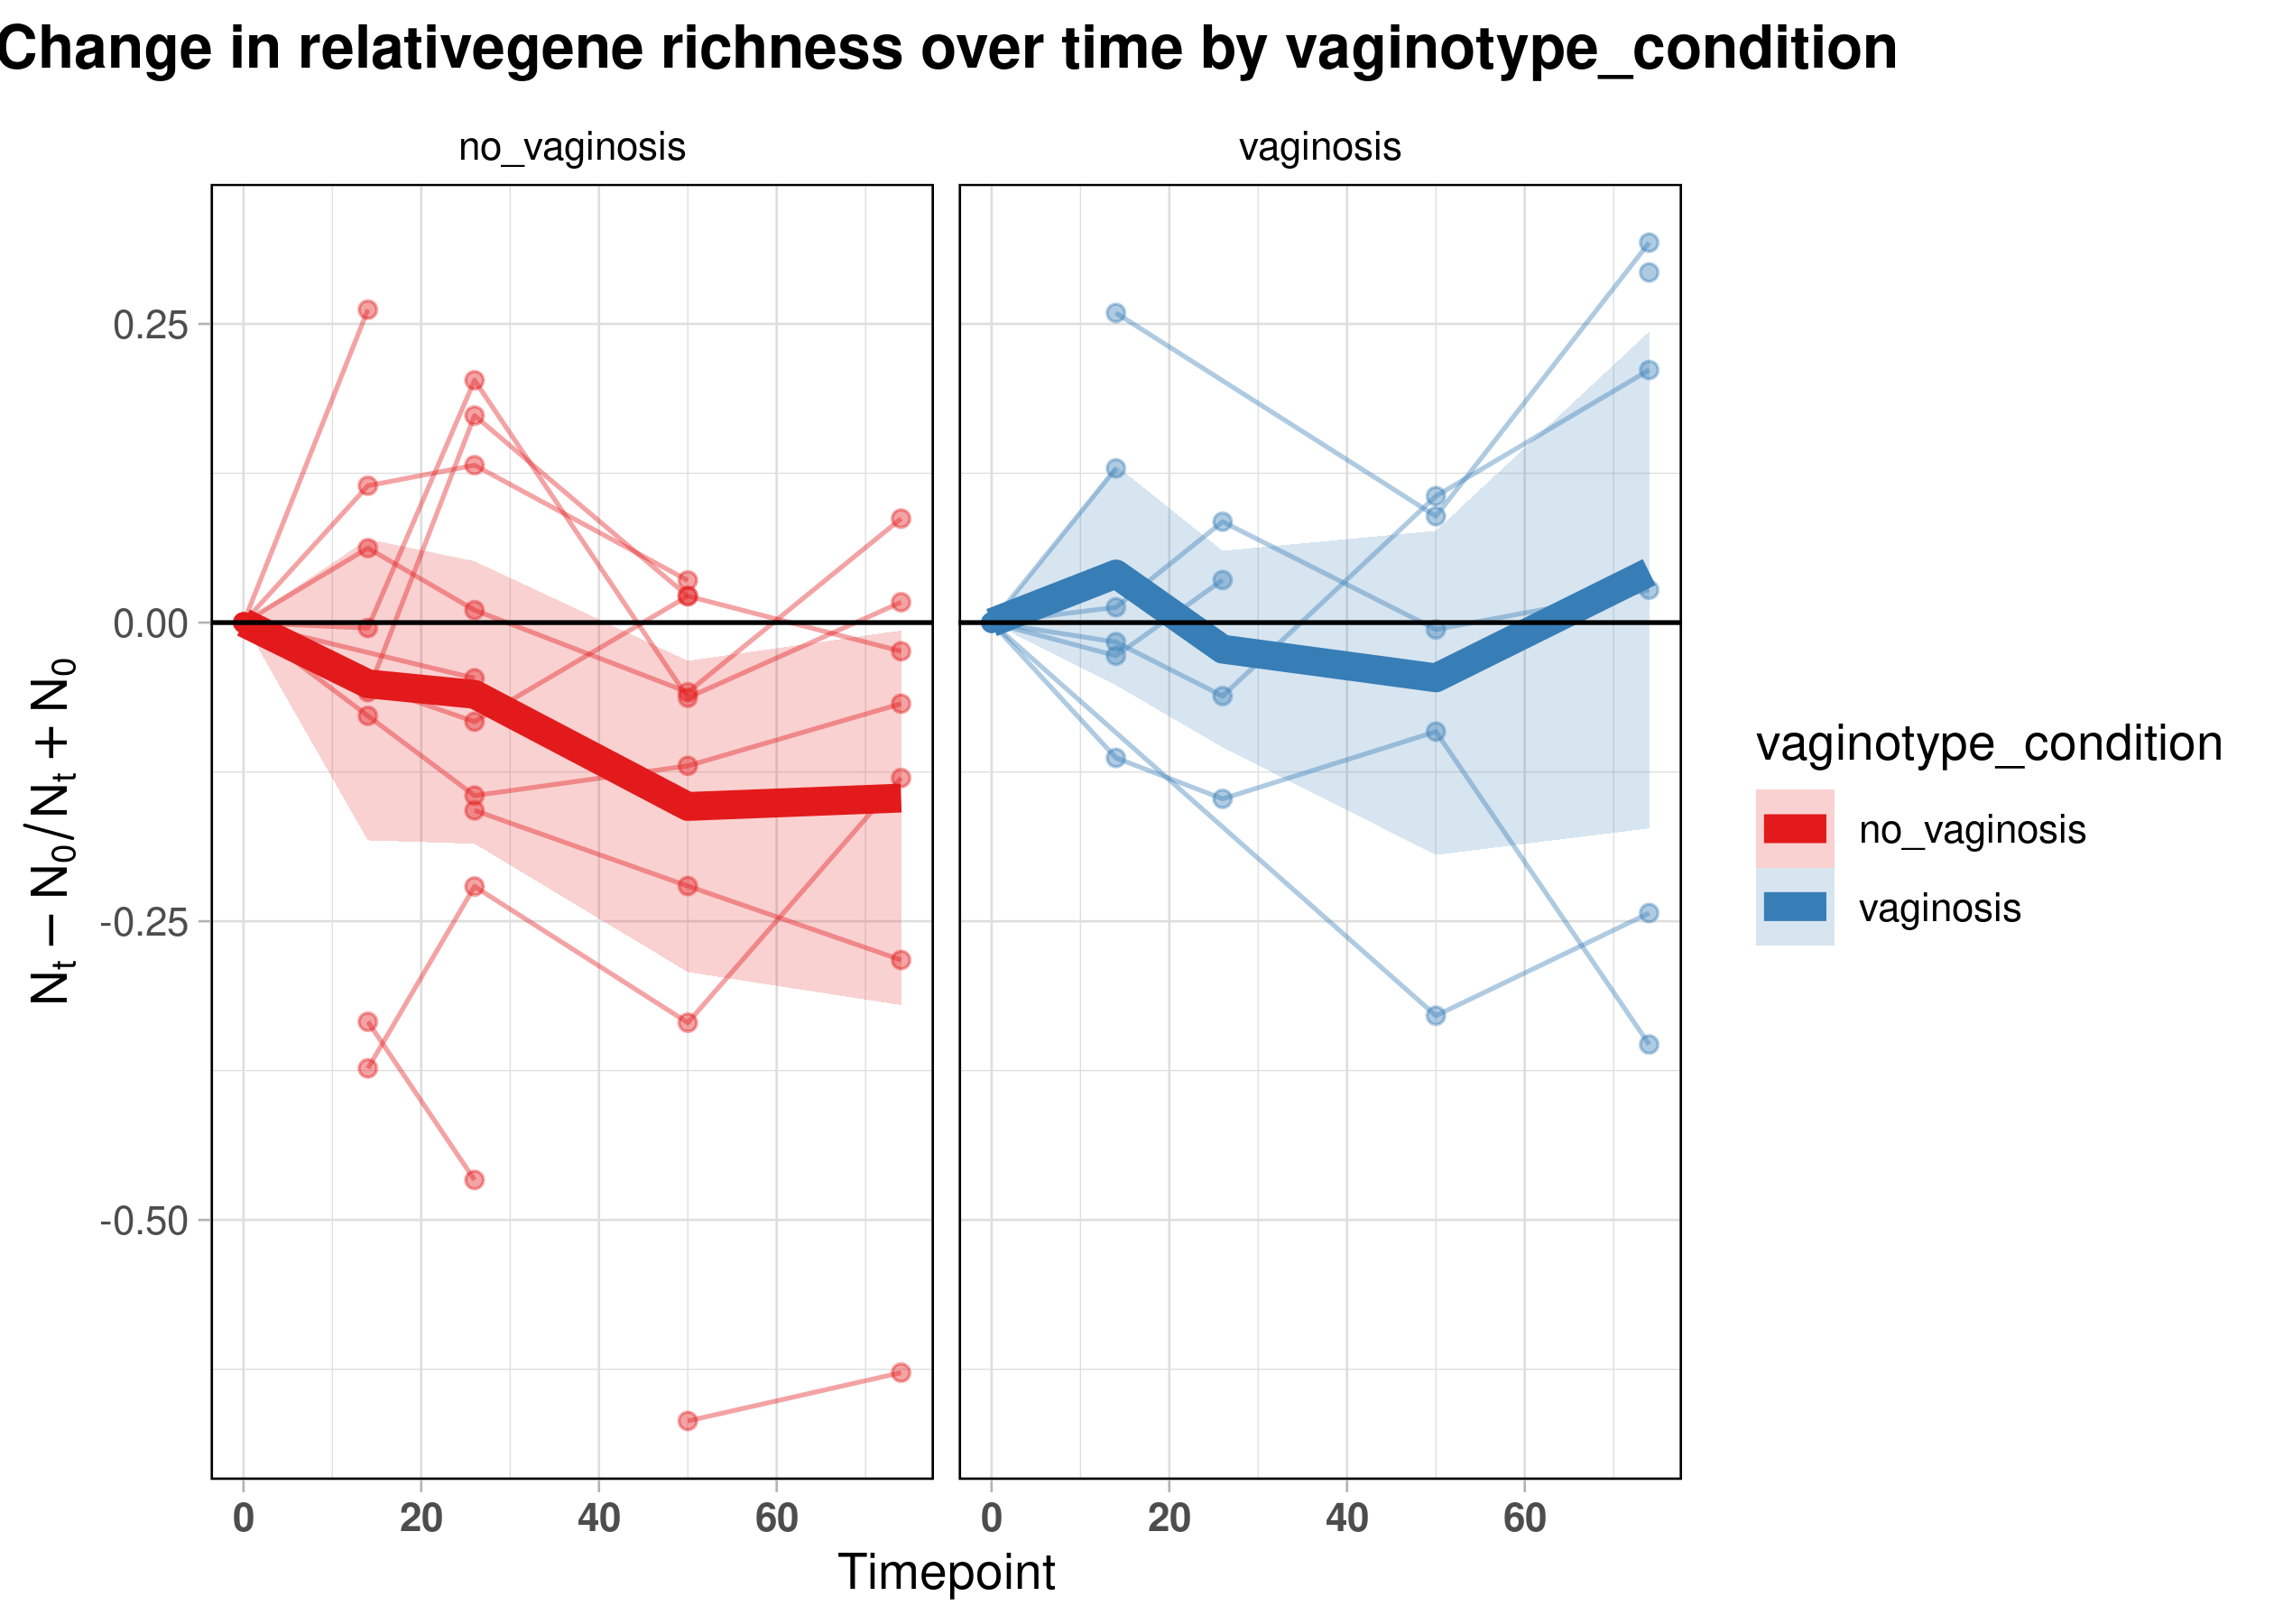 Change in relativegene richness over time by vaginotype_condition
no_vaginosis
vaginosis
0.25
0.00
-0.25
-0.50
Nt − N0/Nt + N0
0
20
40
60
0
20
40
60
Timepoint
vaginotype_condition
no_vaginosis
vaginosis